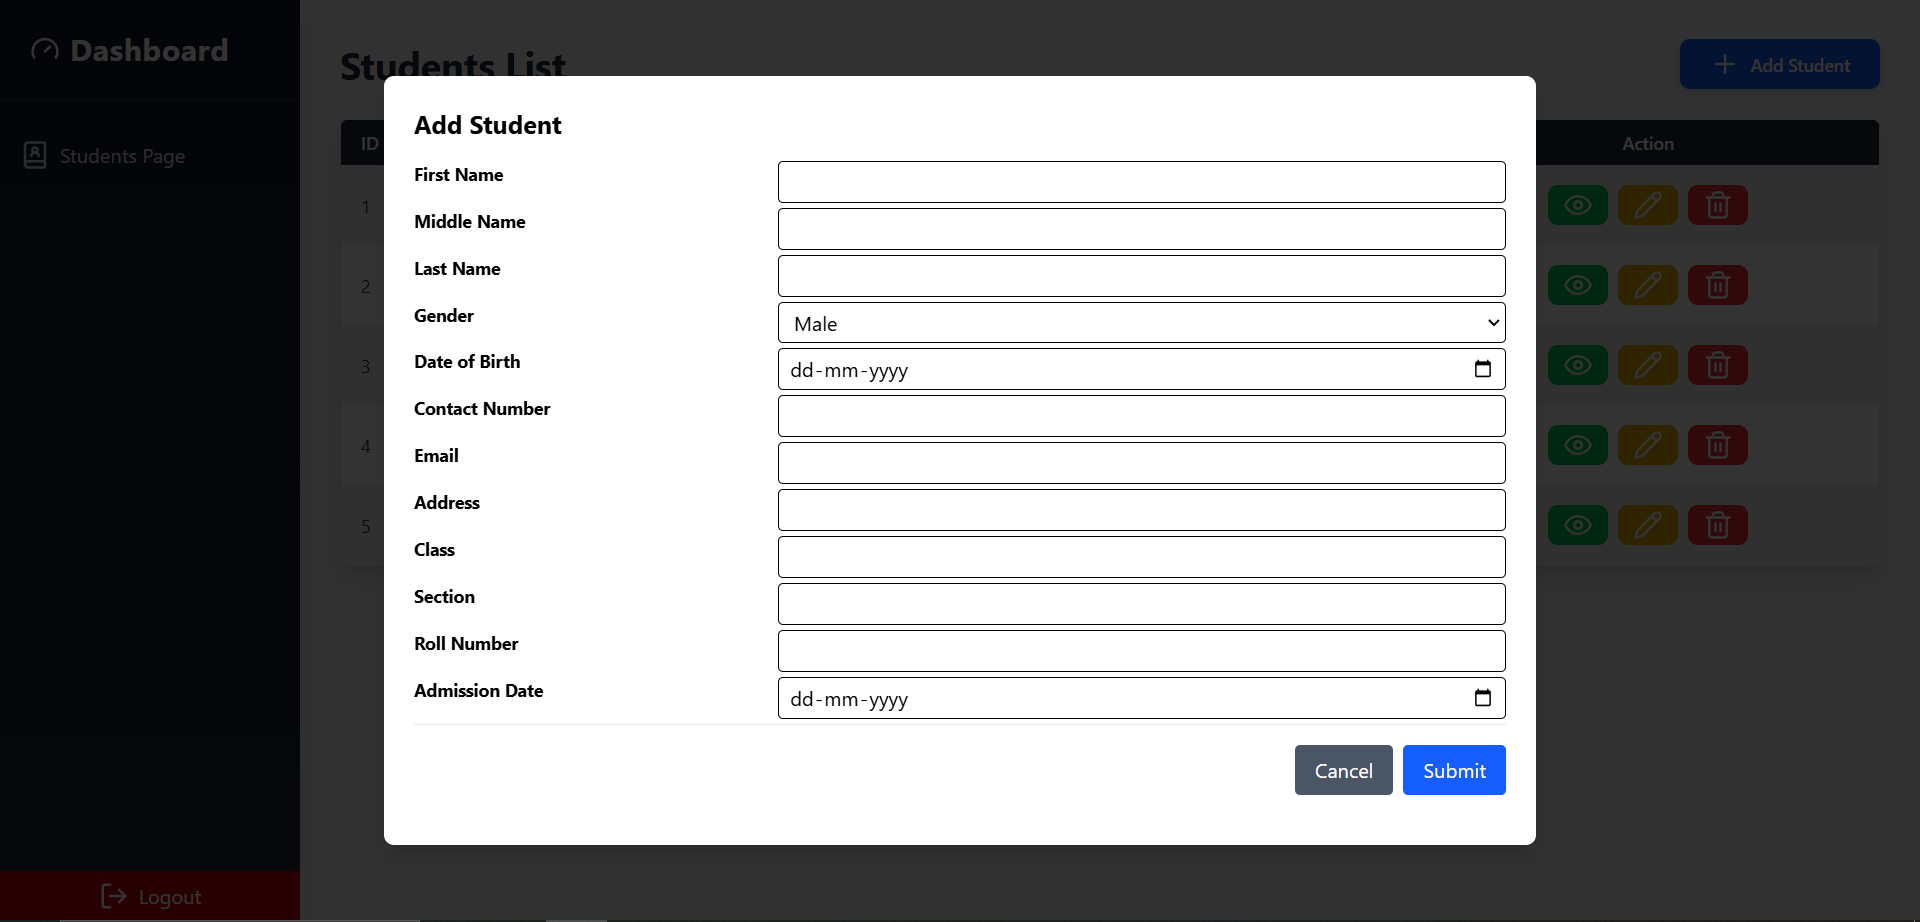 Dashboard
Students Page
Logout
Students List
Add Student
ID
Action
1
2
3
4
5
Add Student
First Name
Middle Name
Last Name
Gender
Male
Date of Birth
dd-mm-yyyy
Contact Number
Email
Address
Class
Section
Roll Number
Admission Date
dd-mm-yyyy
Cancel
Submit